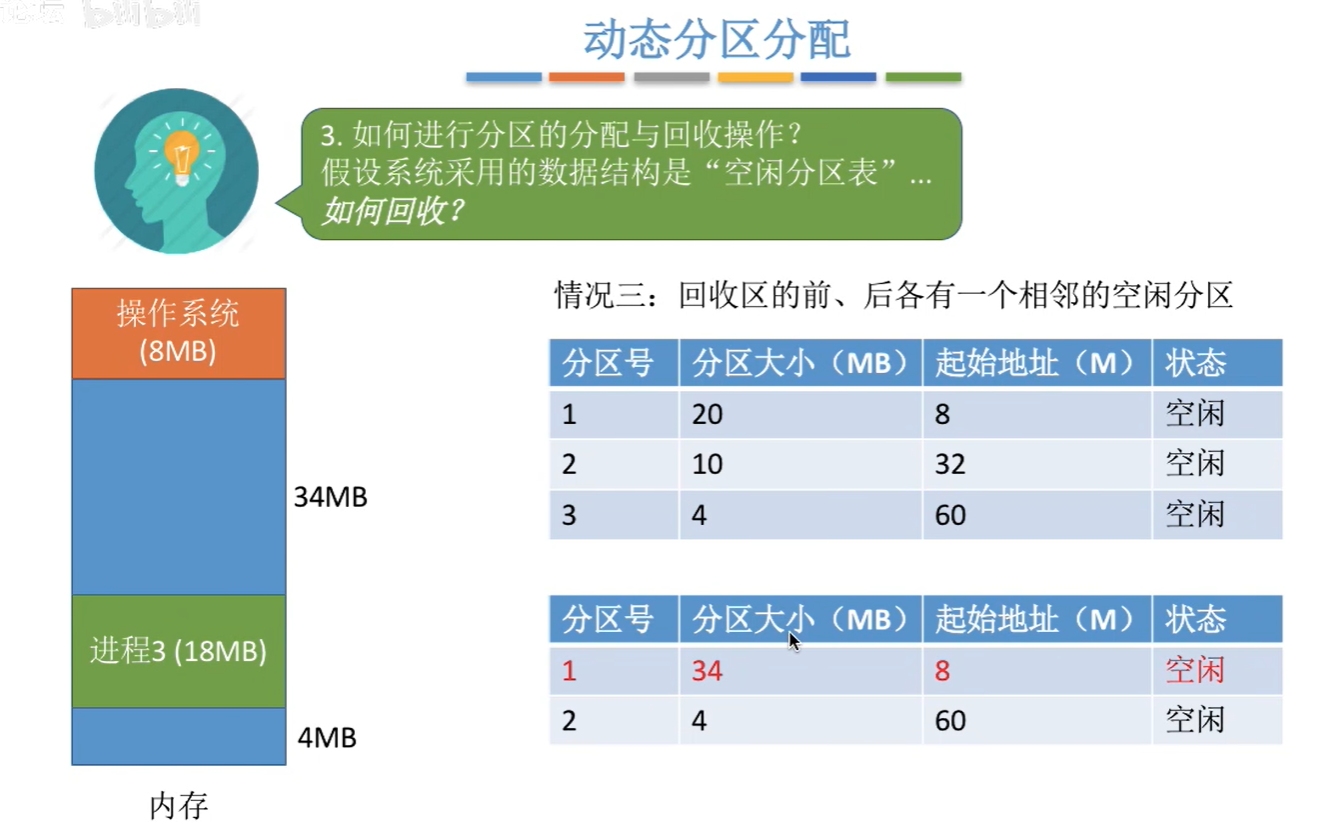 动态分区分配
3. 如何进行分区的分配与回收操作？
假设系统采用的数据结构是“空闲分区表”...
如何回收？
操作系统
(8MB)
34MB
进程3 (18MB)
4MB
内存
情况三：回收区的前、后各有一个相邻的空闲分区
分区号 分区大小（MB） 起始地址（M） 状态
1 20 8 空闲
2 10 32 空闲
3 4 60 空闲
分区号 分区大小（MB） 起始地址（M） 状态
1 34 8 空闲
2 4 60 空闲